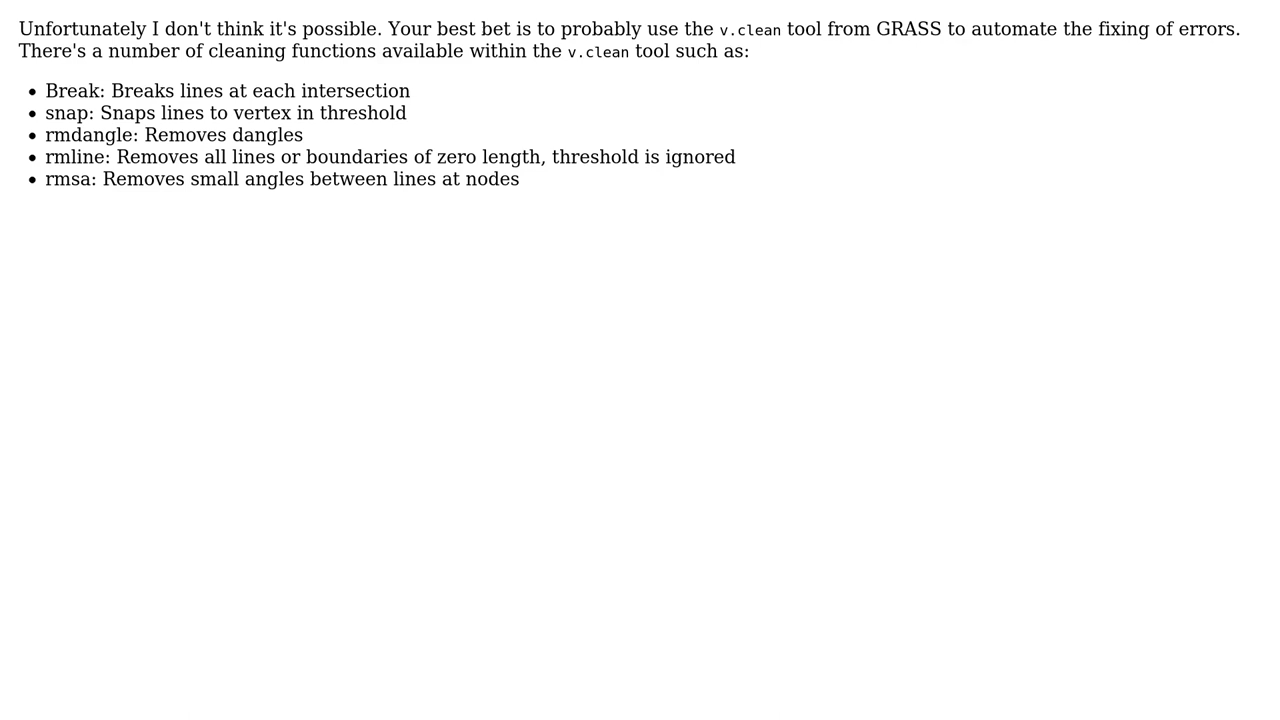 Unfortunately I don't think it's possible. Your best bet is to probably use the v.clean tool from GRASS to automate the fixing of errors.
There's a number of cleaning functions available within the v.clean tool such as:
• Break: Breaks lines at each intersection
• snap: Snaps lines to vertex in threshold
• rmdangle: Removes dangles
• rmline: Removes all lines or boundaries of zero length, threshold is ignored
• rmsa: Removes small angles between lines at nodes